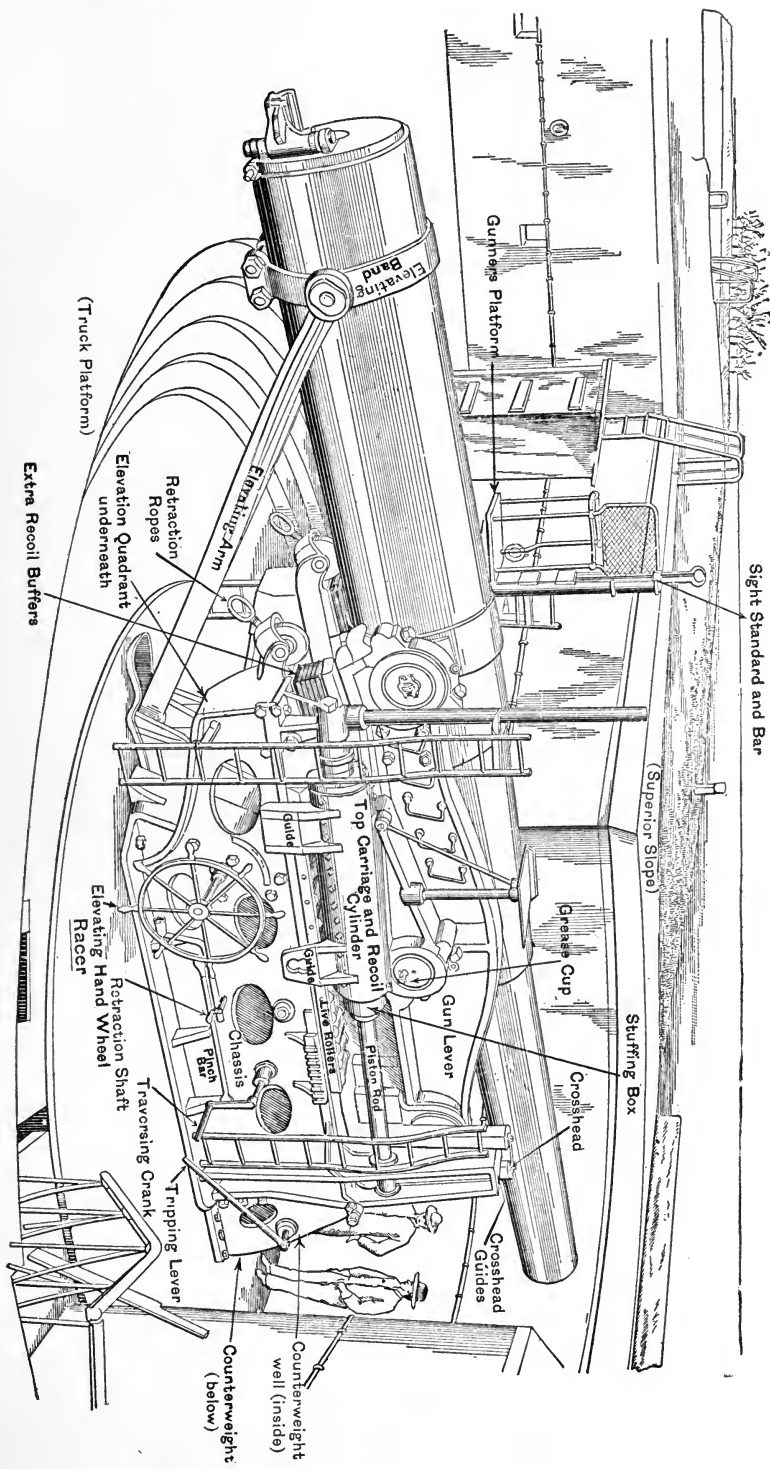 Sight Standard and Bar
(Superior Slope)
Gunners Platform
Elevating
Band
Elevating Arm
(Truck Platform)
Retraction
Ropes
Elevation Quadrant
underneath
Extra Recoil Buffers
Grease Cup
Stuffing Box
Crosshead
Crosshead
Guides
Gun Lever
Top Carriage and Recoil
Cylinder
Guide
Guide
Live Rollers
Piston Rod
Chassis
Pinch
Bar
Elevating Hand Wheel
Racer
Retraction Shaft
Traversing Crank
Tripping Lever
Counterweight
well (inside)
Counterweight
(below)